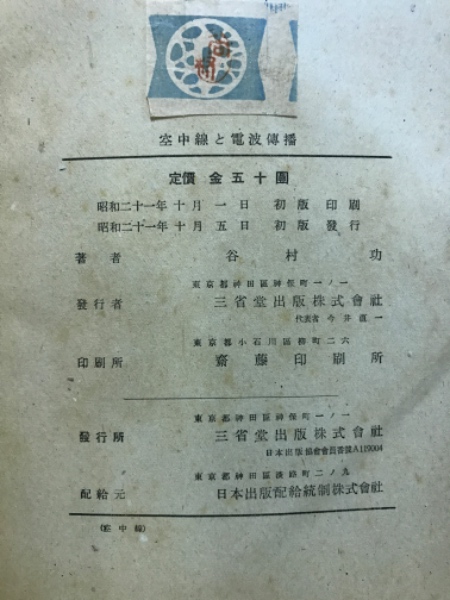 空中線と電波傳播
定價 金五十圓
昭和二十一年十月一日 初版印刷
昭和二十一年十月五日 初版發行
著者 谷村功
東京都神田區神保町一ノ一
發行者 三省堂出版株式會社
代表者 今井直一
東京都小石川區柳町二六
印刷所 齋藤印刷所
東京都神田區神保町一ノ一
發行所 三省堂出版株式會社
日本出版協會會員番號A119004
東京都神田區淡路町二ノ九
配給元 日本出版配給統制株式會社
(空中線)